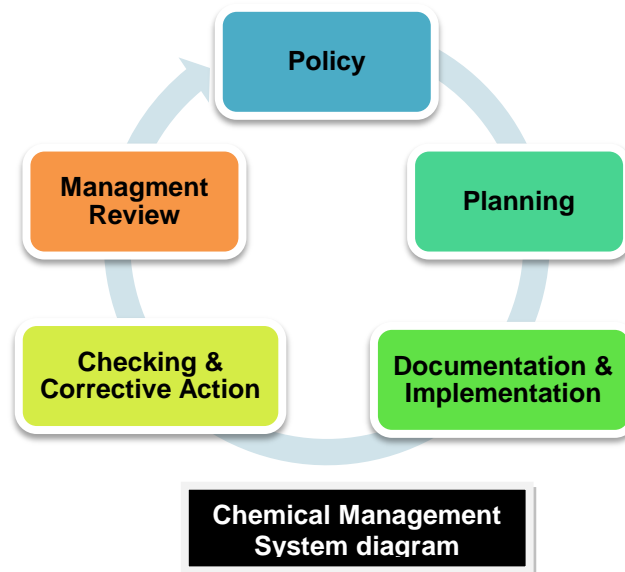 Policy
Planning
Documentation &
Implementation
Checking &
Corrective Action
Managment
Review
Chemical Management
System diagram